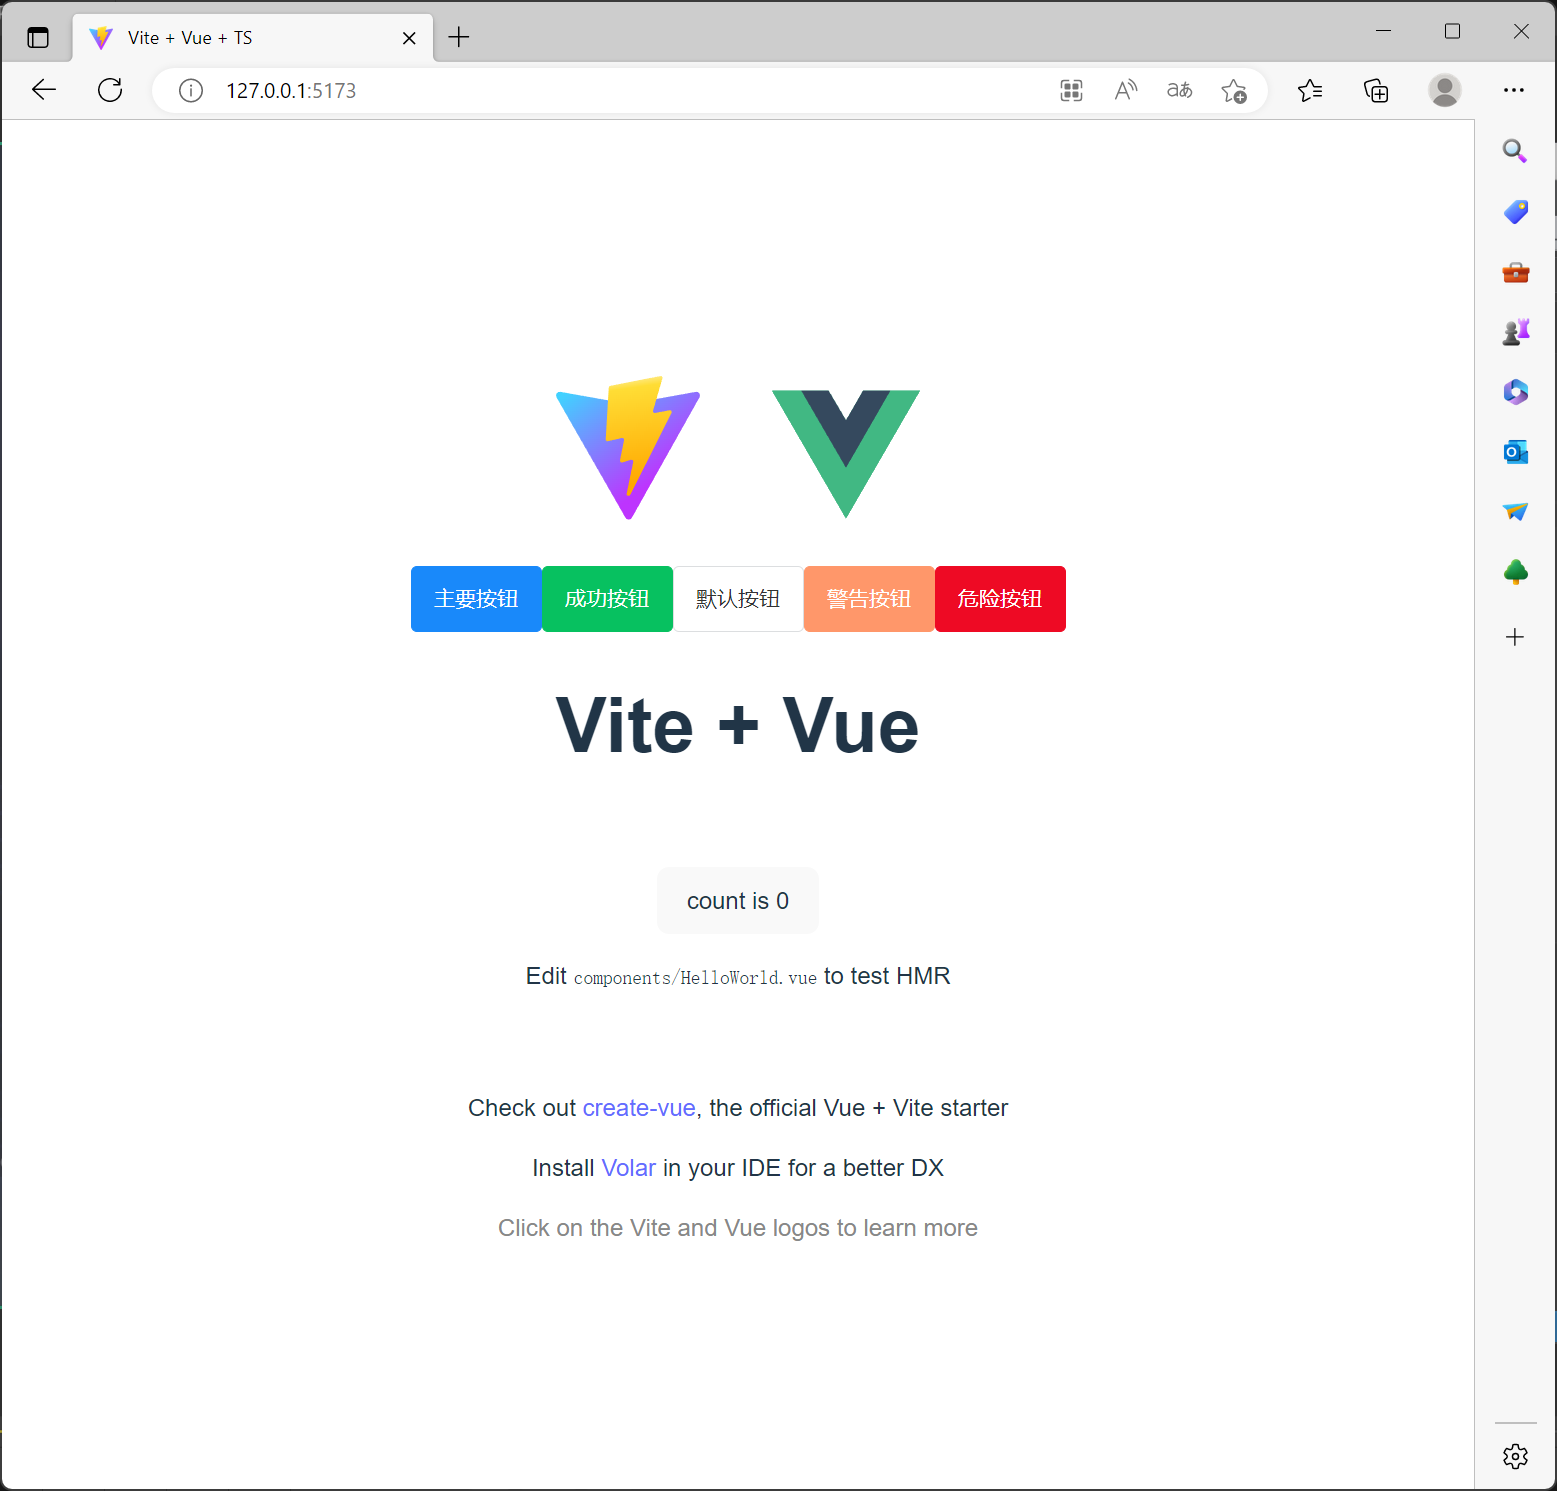 Vite + Vue + TS
127.0.0.1:5173
主要按钮 成功按钮 默认按钮 警告按钮 危险按钮
Vite + Vue
count is 0
Edit components/HelloWorld.vue to test HMR
Check out create-vue, the official Vue + Vite starter
Install Volar in your IDE for a better DX
Click on the Vite and Vue logos to learn more